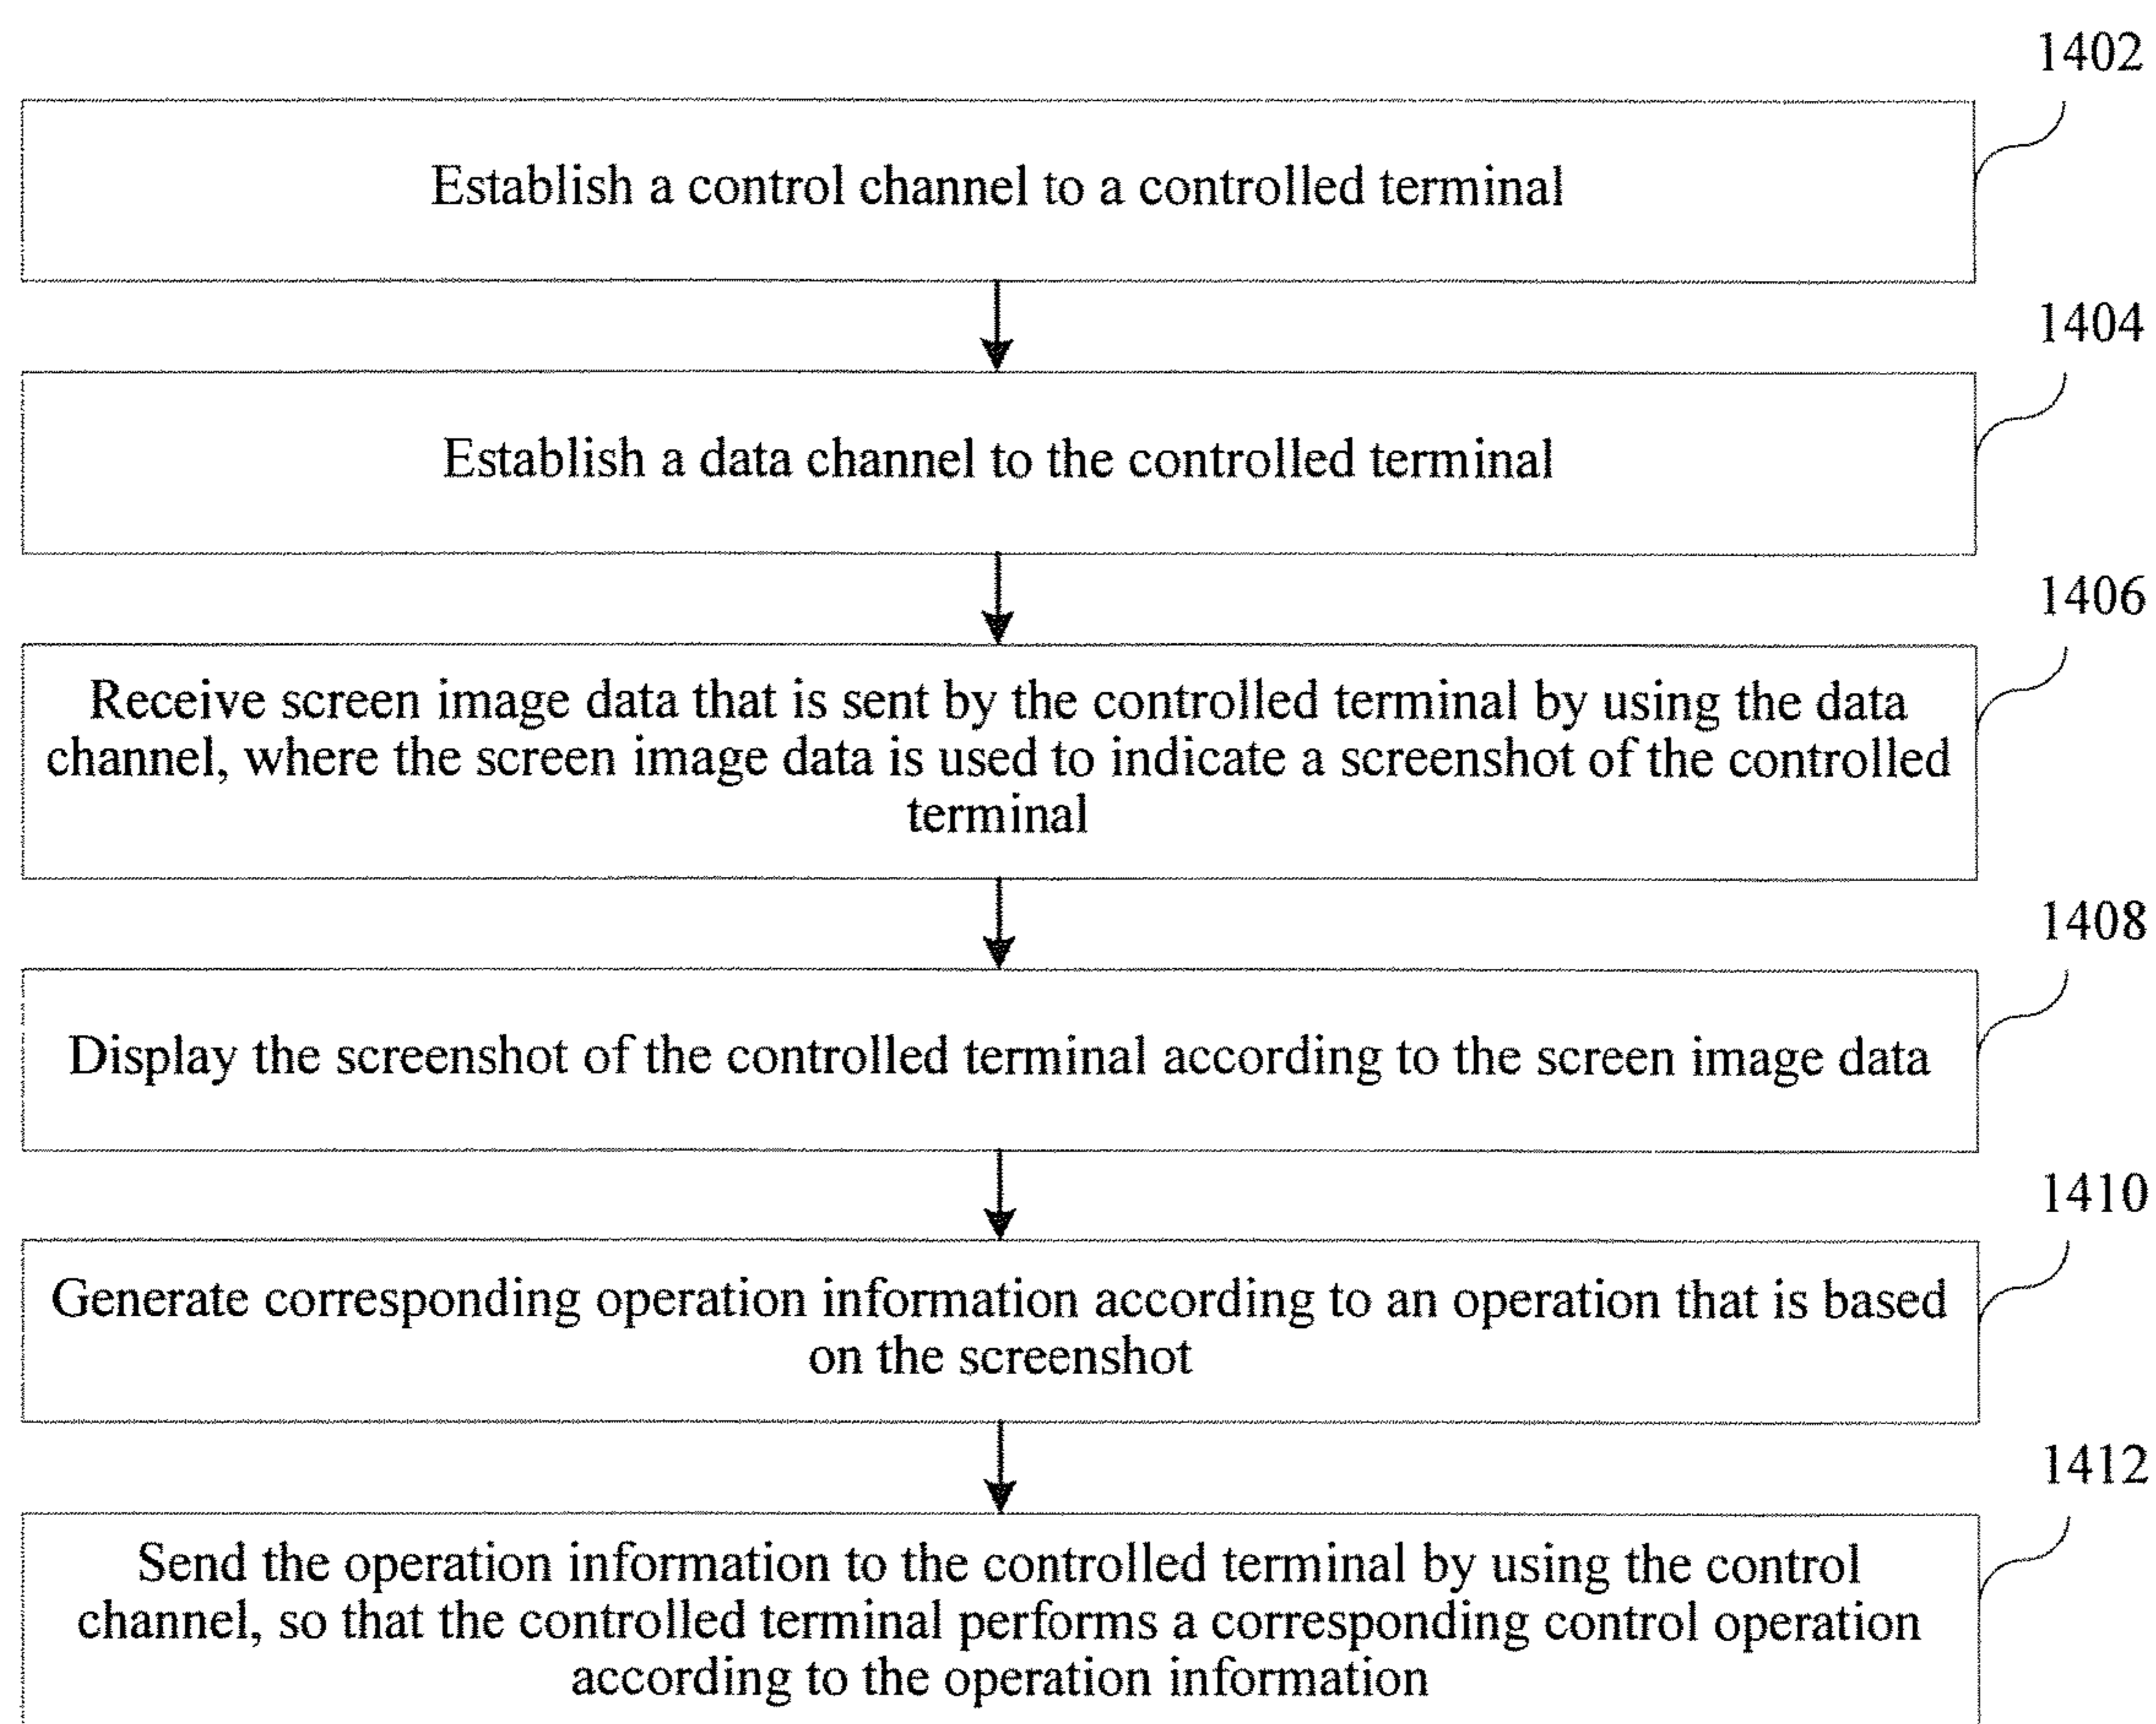 1402
Establish a control channel to a controlled terminal
1404
Establish a data channel to the controlled terminal
1406
Receive screen image data that is sent by the controlled terminal by using the data
channel, where the screen image data is used to indicate a screenshot of the controlled
terminal
1408
Display the screenshot of the controlled terminal according to the screen image data
1410
Generate corresponding operation information according to an operation that is based
on the screenshot
1412
Send the operation information to the controlled terminal by using the control
channel, so that the controlled terminal performs a corresponding control operation
according to the operation information